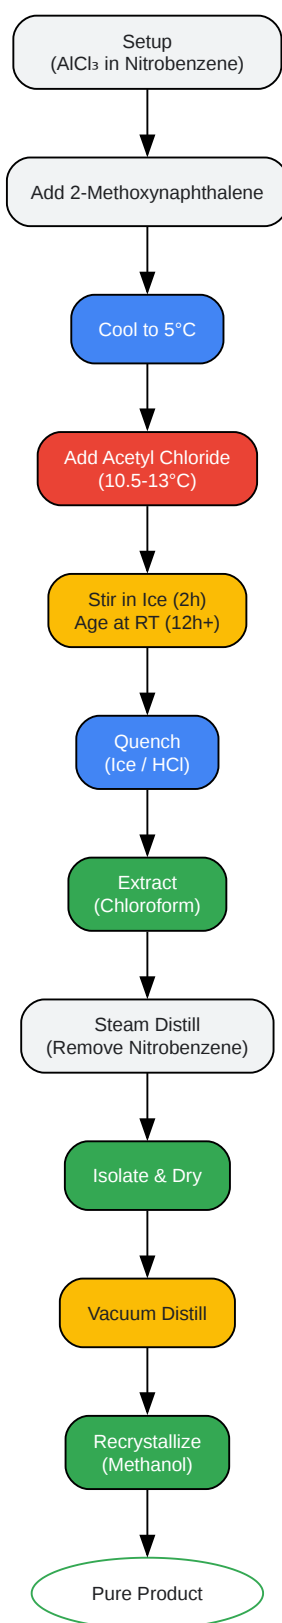 Setup
(AlCl₃ in Nitrobenzene)
Add 2-Methoxynaphthalene
Cool to 5°C
Add Acetyl Chloride
(10.5-13°C)
Stir in Ice (2h)
Age at RT (12h+)
Quench
(Ice / HCl)
Extract
(Chloroform)
Steam Distill
(Remove Nitrobenzene)
Isolate & Dry
Vacuum Distill
Recrystallize
(Methanol)
Pure Product